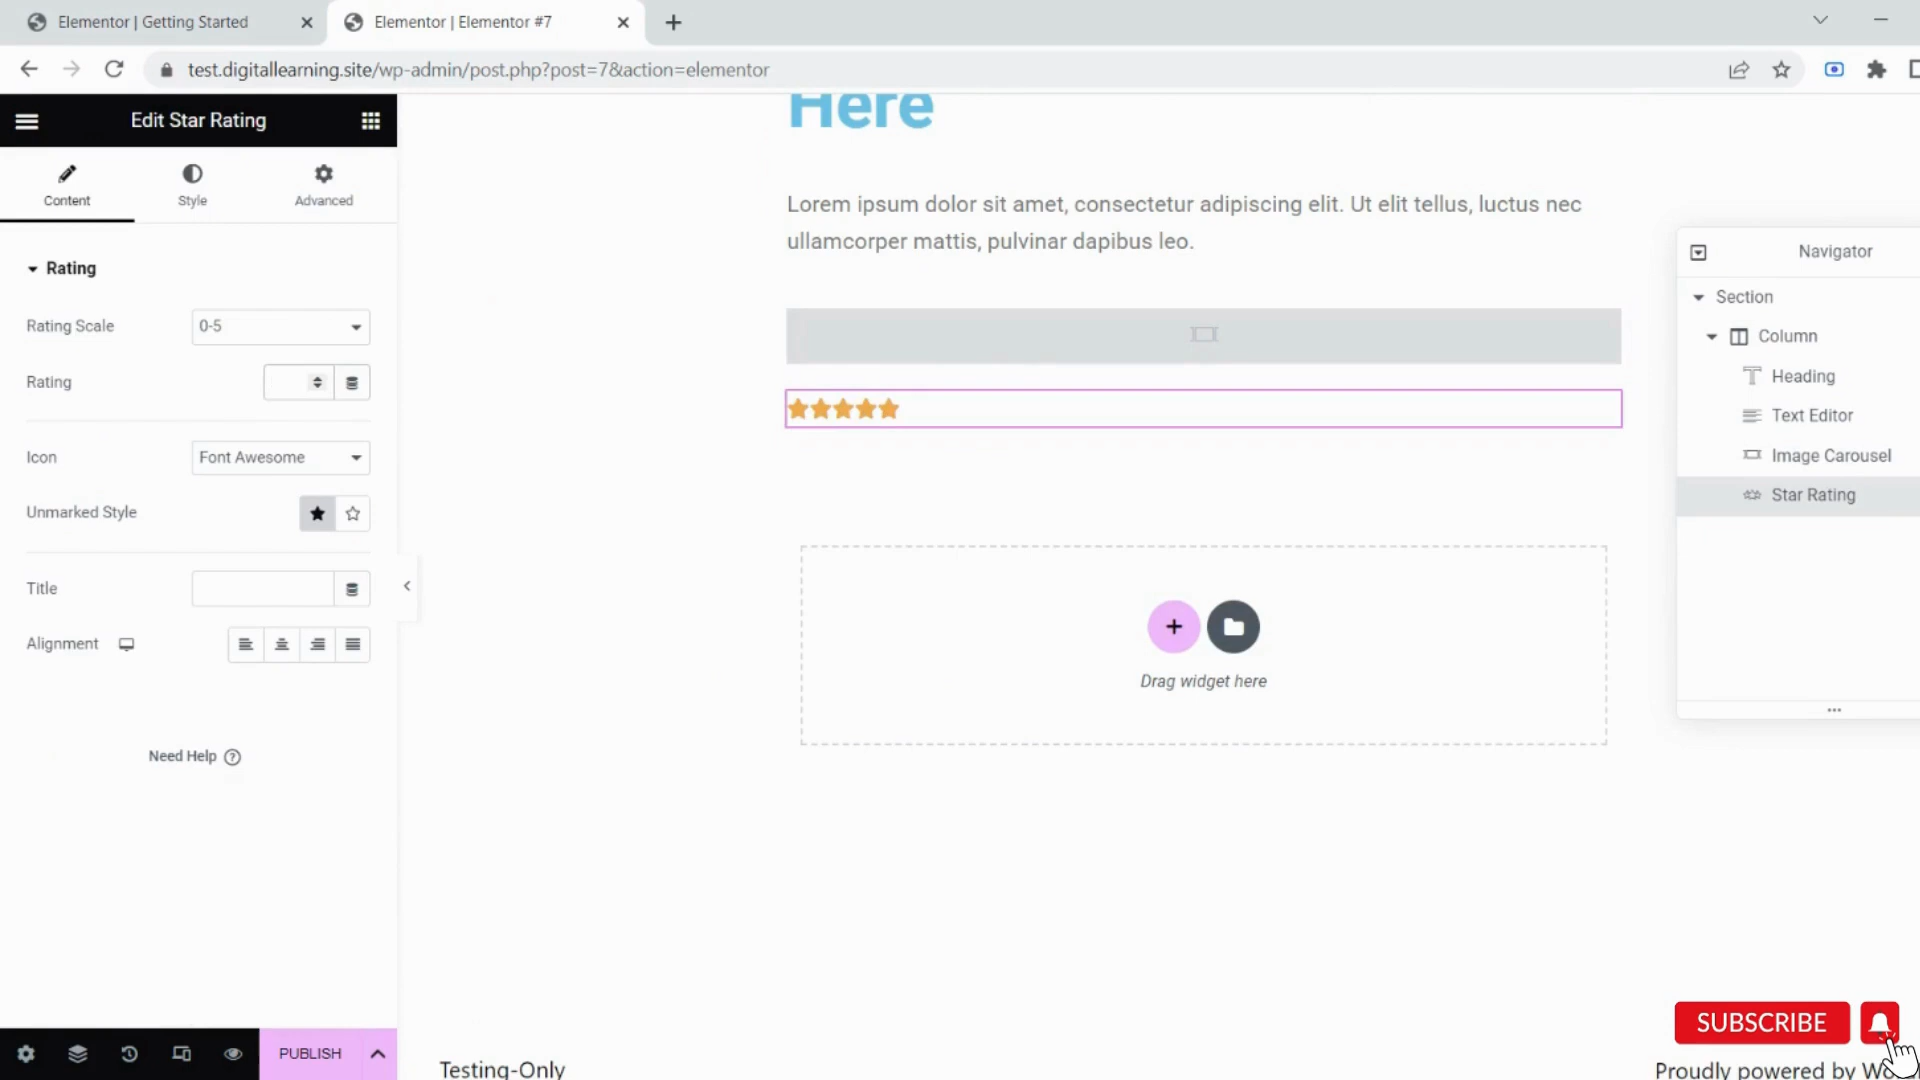 Elementor | Getting Started
Elementor | Elementor #7
test.digitallearning.site/wp-admin/post.php?post=7&action=elementor
Edit Star Rating
Content
Style
Advanced
Rating
Rating Scale
0-5
Rating
Icon
Font Awesome
Unmarked Style
Title
Alignment
Need Help
PUBLISH
Here
Lorem ipsum dolor sit amet, consectetur adipiscing elit. Ut elit tellus, luctus nec
ullamcorper mattis, pulvinar dapibus leo.
Drag widget here
Navigator
Section
Column
Heading
Text Editor
Image Carousel
Star Rating
SUBSCRIBE
Testing-Only
Proudly powered by